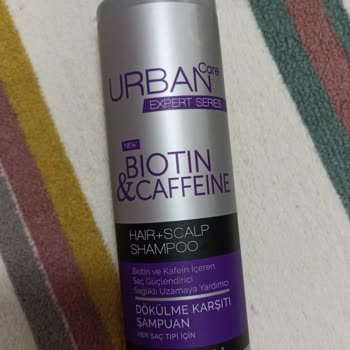 URBAN Care
EXPERT SERIES
NEW
BIOTIN
& CAFFEINE
HAIR+SCALP
SHAMPOO
Biotin ve Kafein İçeren
Saç Güçlendirici
Sağlıklı Uzamaya Yardımcı
DÖKÜLME KARŞITI
ŞAMPUAN
HER SAÇ TİPİ İÇİN